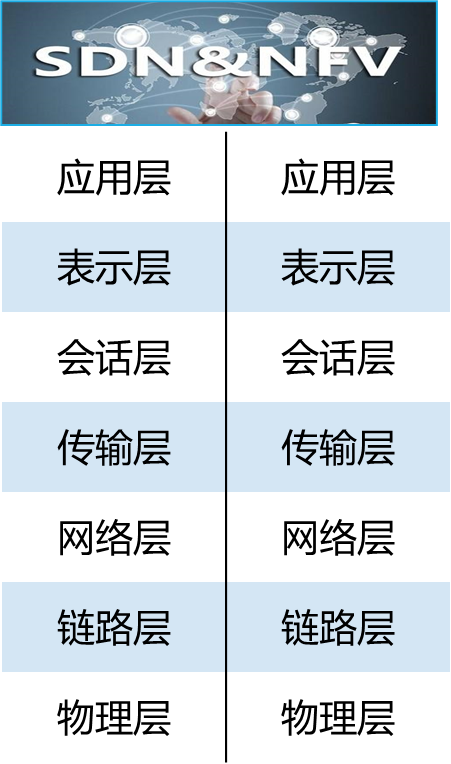 SDN&NFV
应用层 应用层
表示层 表示层
会话层 会话层
传输层 传输层
网络层 网络层
链路层 链路层
物理层 物理层